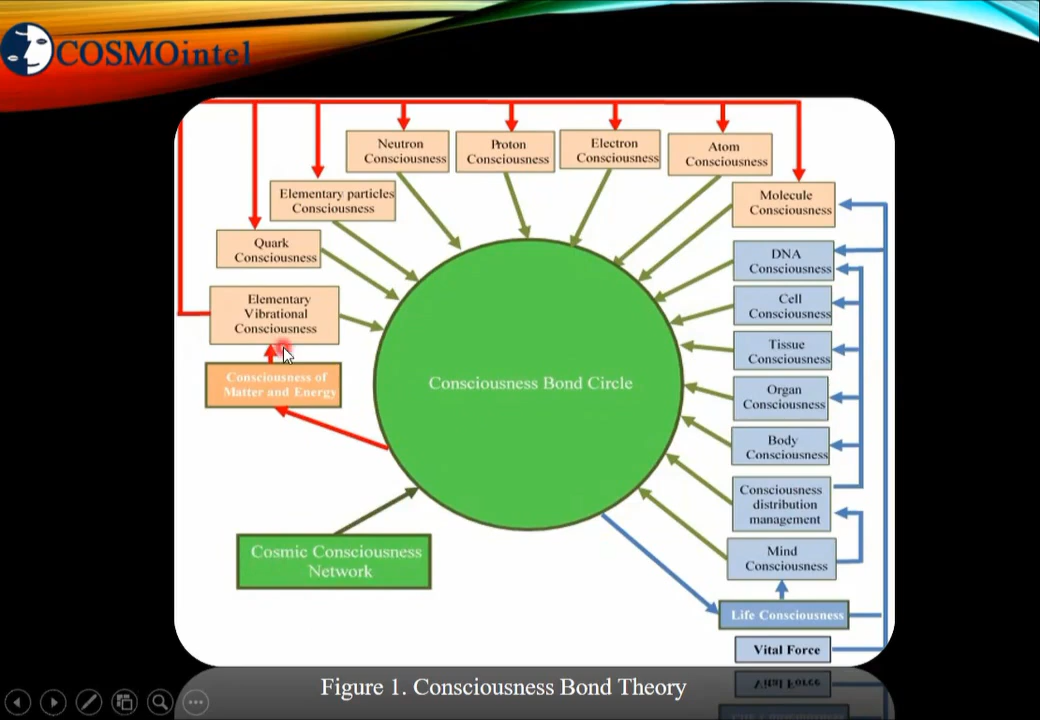 COSMOintel
Neutron
Consciousness
Proton
Consciousness
Electron
Consciousness
Atom
Consciousness
Elementary particles
Consciousness
Molecule
Consciousness
Quark
Consciousness
DNA
Consciousness
Elementary
Vibrational
Consciousness
Cell
Consciousness
Tissue
Consciousness
Consciousness of
Matter and Energy
Consciousness Bond Circle
Organ
Consciousness
Body
Consciousness
Consciousness
distribution
management
Cosmic Consciousness
Network
Mind
Consciousness
Life Consciousness
Vital Force
Figure 1. Consciousness Bond Theory
Vital Force